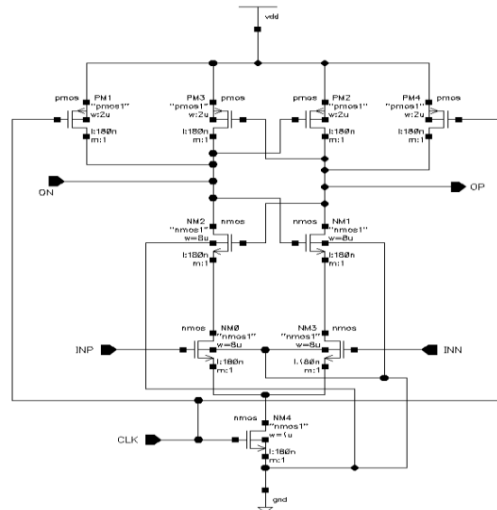 vdd
pmos pmos pmos pmos
PM1 PM3 PM2 PM4
"pmos1" "pmos1" "pmos1" "pmos1"
w:2u w:2u w:2u w:2u
l:180n l:180n l:180n l:180n
m:1 m:1 m:1 m:1
ON OP
NM2 nmos nmos NM1
"nmos1" "nmos1"
w=8u w=8u
l:180n l:180n
m:1 m:1
nmos NM0 NM3 nmos
"nmos1" "nmos1"
INP w=8u w=8u INN
l:180n l:180n
m:1 m:1
nmos NM4
"nmos1"
CLK
l:180n
m:1
gnd